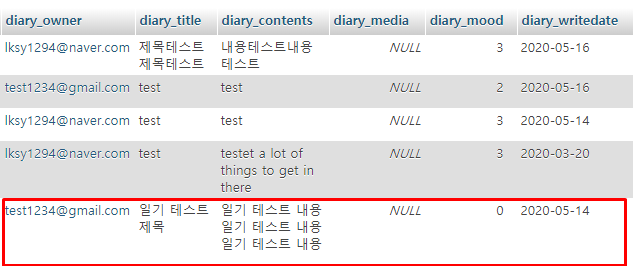 diary_owner diary_title diary_contents diary_media diary_mood diary_writedate
lksy1294@naver.com 제목테스트 내용테스트내용 NULL 3 2020-05-16
제목테스트 테스트
test1234@gmail.com test test NULL 2 2020-05-16
lksy1294@naver.com test test NULL 3 2020-05-14
lksy1294@naver.com test testet a lot of NULL 3 2020-03-20
things to get in
there
test1234@gmail.com 일기 테스트 일기 테스트 내용 NULL 0 2020-05-14
제목 일기 테스트 내용
일기 테스트 내용